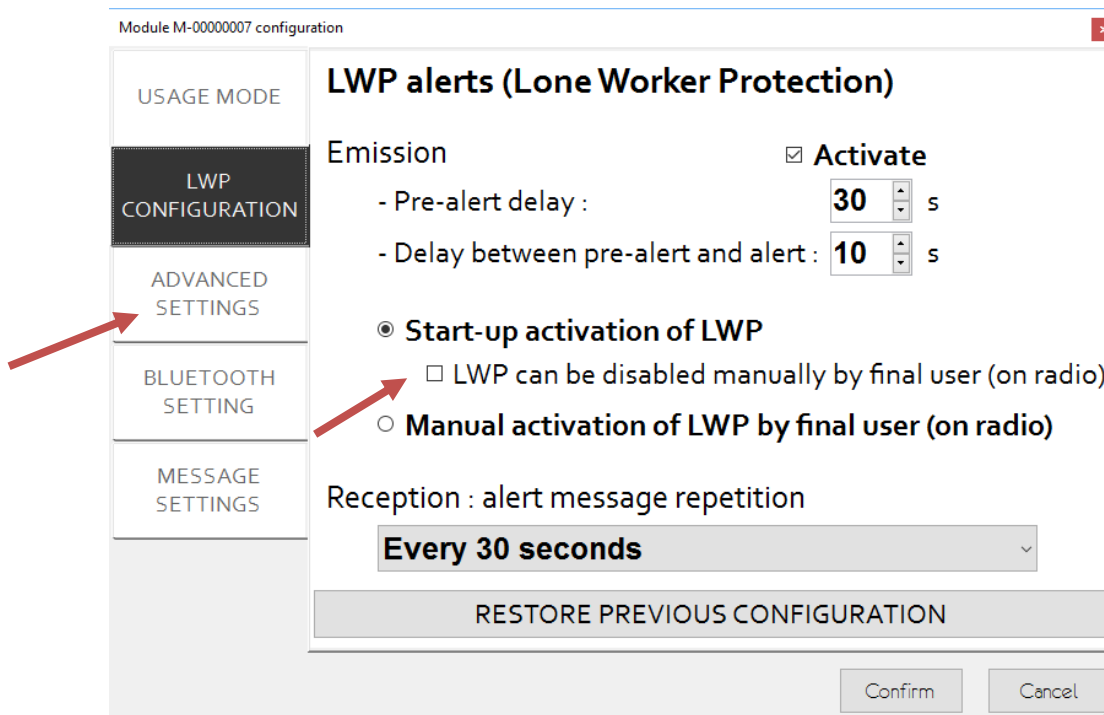 Module M-00000007 configuration
USAGE MODE
LWP
CONFIGURATION
ADVANCED
SETTINGS
BLUETOOTH
SETTING
MESSAGE
SETTINGS
LWP alerts (Lone Worker Protection)
Emission
Activate
- Pre-alert delay : 30 s
- Delay between pre-alert and alert : 10 s
Start-up activation of LWP
LWP can be disabled manually by final user (on radio)
Manual activation of LWP by final user (on radio)
Reception : alert message repetition
Every 30 seconds
RESTORE PREVIOUS CONFIGURATION
Confirm
Cancel